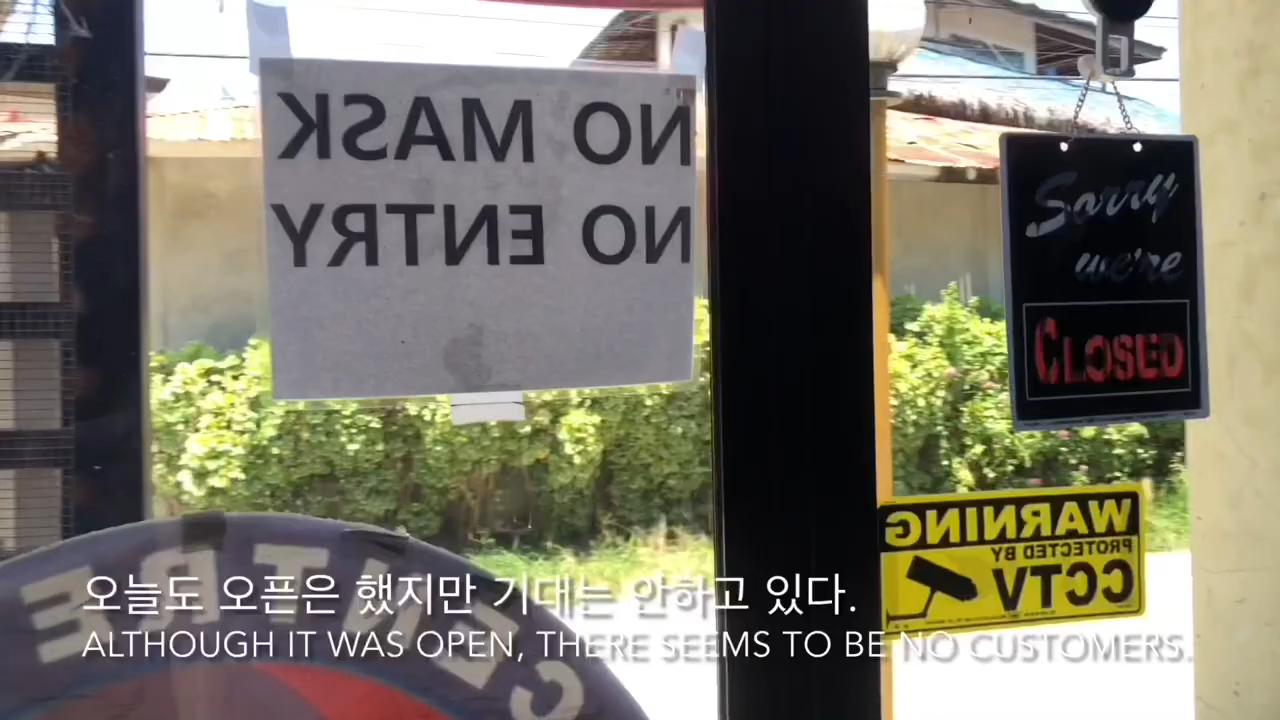 NO MASK
NO ENTRY
Sorry
we're
CLOSED
WARNING
PROTECTED BY
CCTV
CENTRE
오늘도 오픈은 했지만 기대는 안하고 있다.
ALTHOUGH IT WAS OPEN, THERE SEEMS TO BE NO CUSTOMERS.